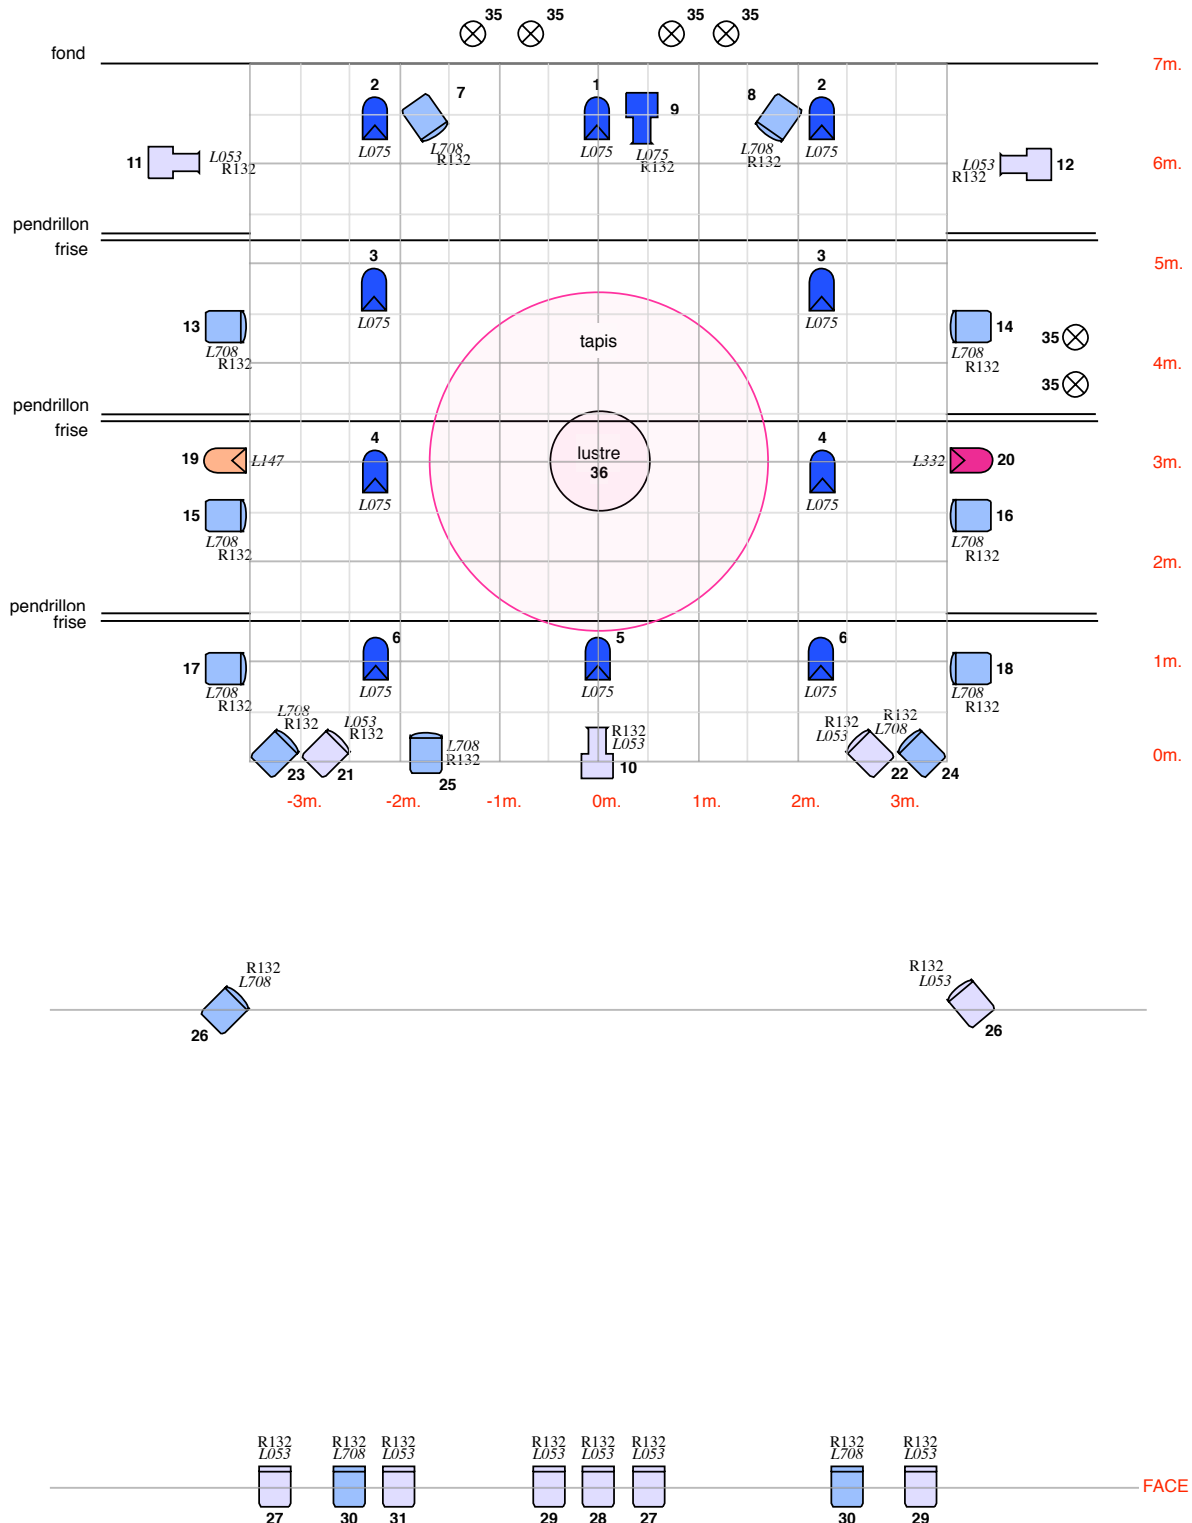 35 35 35 35
fond 7m.
2 7 1 9 8 2
L075 L708 R132 L075 L075 R132 L708 R132 L075
11 L053 R132 L053 R132 12 6m.
pendrillon
frise
3 3 5m.
L075 L075
13 L708 R132 tapis 14 L708 R132 35
4m.
35
pendrillon
frise
4 4
19 L147 lustre L332 20 3m.
36
L075 L075
15 L708 R132 16 L708 R132
2m.
pendrillon
frise
6 5 6
17 L708 R132 18 L708 R132 1m.
L075 L075 L075
L708 R132 L053 R132 L708 R132 R132 L053 R132 L053 R132 L708
23 21 25 10 22 24 0m.
-3m. -2m. -1m. 0m. 1m. 2m. 3m.
R132 R132
L708 L053
26 26
R132 R132 R132 R132 R132 R132 R132 R132
L053 L708 L053 L053 L053 L053 L708 L053
FACE
27 30 31 29 28 27 30 29